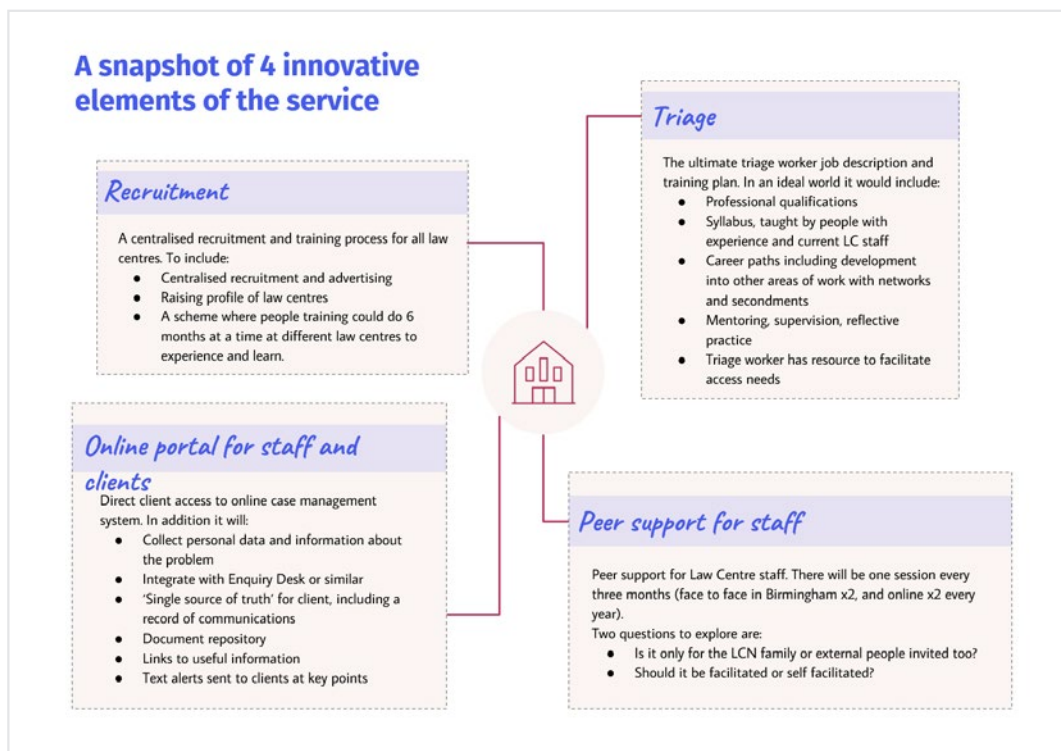 A snapshot of 4 innovative
elements of the service
Recruitment
A centralised recruitment and training process for all law
centres. To include:
● Centralised recruitment and advertising
● Raising profile of law centres
● A scheme where people training could do 6
months at a time at different law centres to
experience and learn.
Triage
The ultimate triage worker job description and
training plan. In an ideal world it would include:
● Professional qualifications
● Syllabus, taught by people with
experience and current LC staff
● Career paths including development
into other areas of work with networks
and secondments
● Mentoring, supervision, reflective
practice
● Triage worker has resource to facilitate
access needs
Online portal for staff and
clients
Direct client access to online case management
system. In addition it will:
● Collect personal data and information about
the problem
● Integrate with Enquiry Desk or similar
● ‘Single source of truth’ for client, including a
record of communications
● Document repository
● Links to useful information
● Text alerts sent to clients at key points
Peer support for staff
Peer support for Law Centre staff. There will be one session every
three months (face to face in Birmingham x2, and online x2 every
year).
Two questions to explore are:
● Is it only for the LCN family or external people invited too?
● Should it be facilitated or self facilitated?